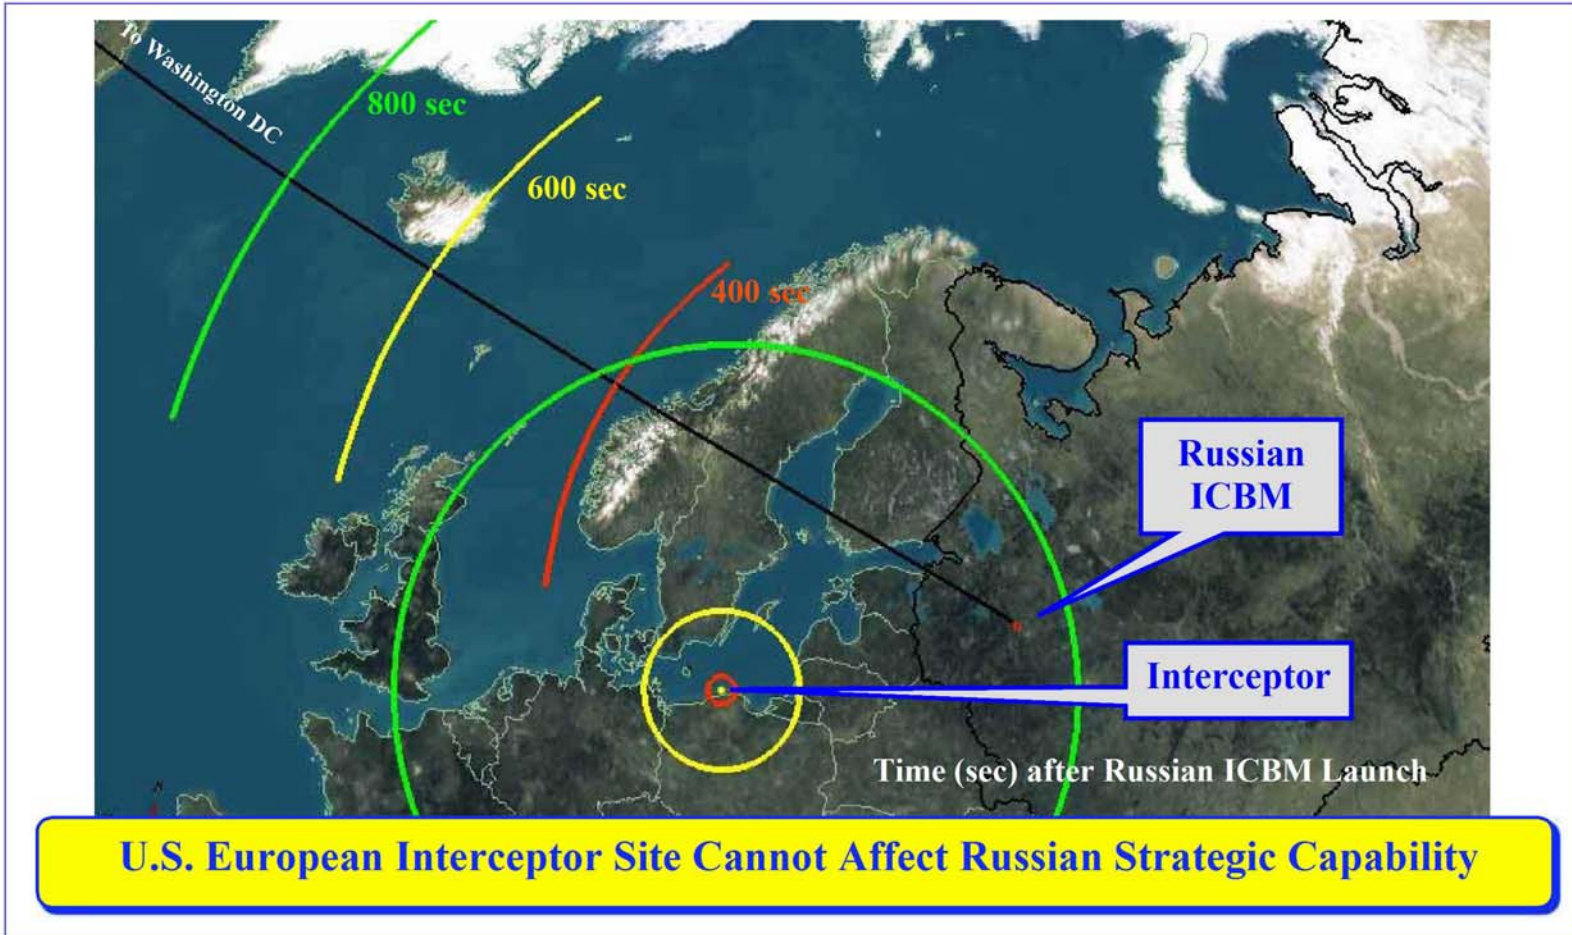 To Washington DC
800 sec
600 sec
400 sec
Russian
ICBM
Interceptor
Time (sec) after Russian ICBM Launch
U.S. European Interceptor Site Cannot Affect Russian Strategic Capability